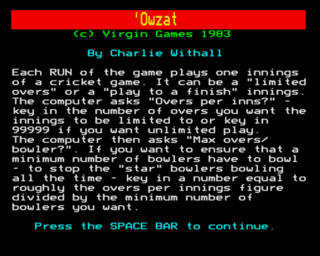 'Owzat
(c) Virgin Games 1983
By Charlie Withall
Each RUN of the game plays one innings
of a cricket game. It can be a "limited
overs" or a "play to a finish" innings.
The computer asks "Overs per inns?" -
key in the number of overs you want the
innings to be limited to or key in
99999 if you want unlimited play.
The computer then asks "Max overs/
bowler?". If you want to ensure that a
minimum number of bowlers have to bowl
- to stop the "star" bowlers bowling
all the time - key in a number equal to
roughly the overs per innings figure
divided by the minimum number of
bowlers you want.
Press the SPACE BAR to continue.